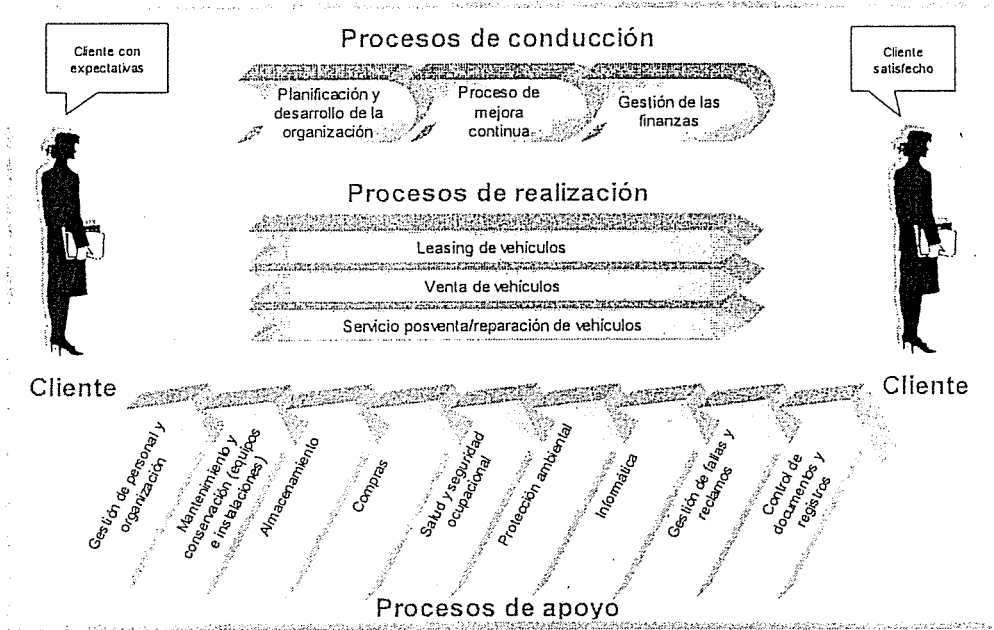 Procesos de conducción
Cliente con
expectativas
Cliente
satisfecho
Planificación y
desarrollo de la
organización
Proceso de
mejora
continua
Gestión de las
finanzas
Procesos de realización
Leasing de vehículos
Venta de vehículos
Servicio posventa/reparación de vehículos
Cliente
Cliente
Gestión de personal y
organización
Mantenimiento y
conservación (equipos
e instalaciones)
Almacenamiento
Compras
Salud y seguridad
ocupacional
Protección ambiental
Informática
Gestión de fallas y
reclamos
Control de
documentos y
registros
Procesos de apoyo